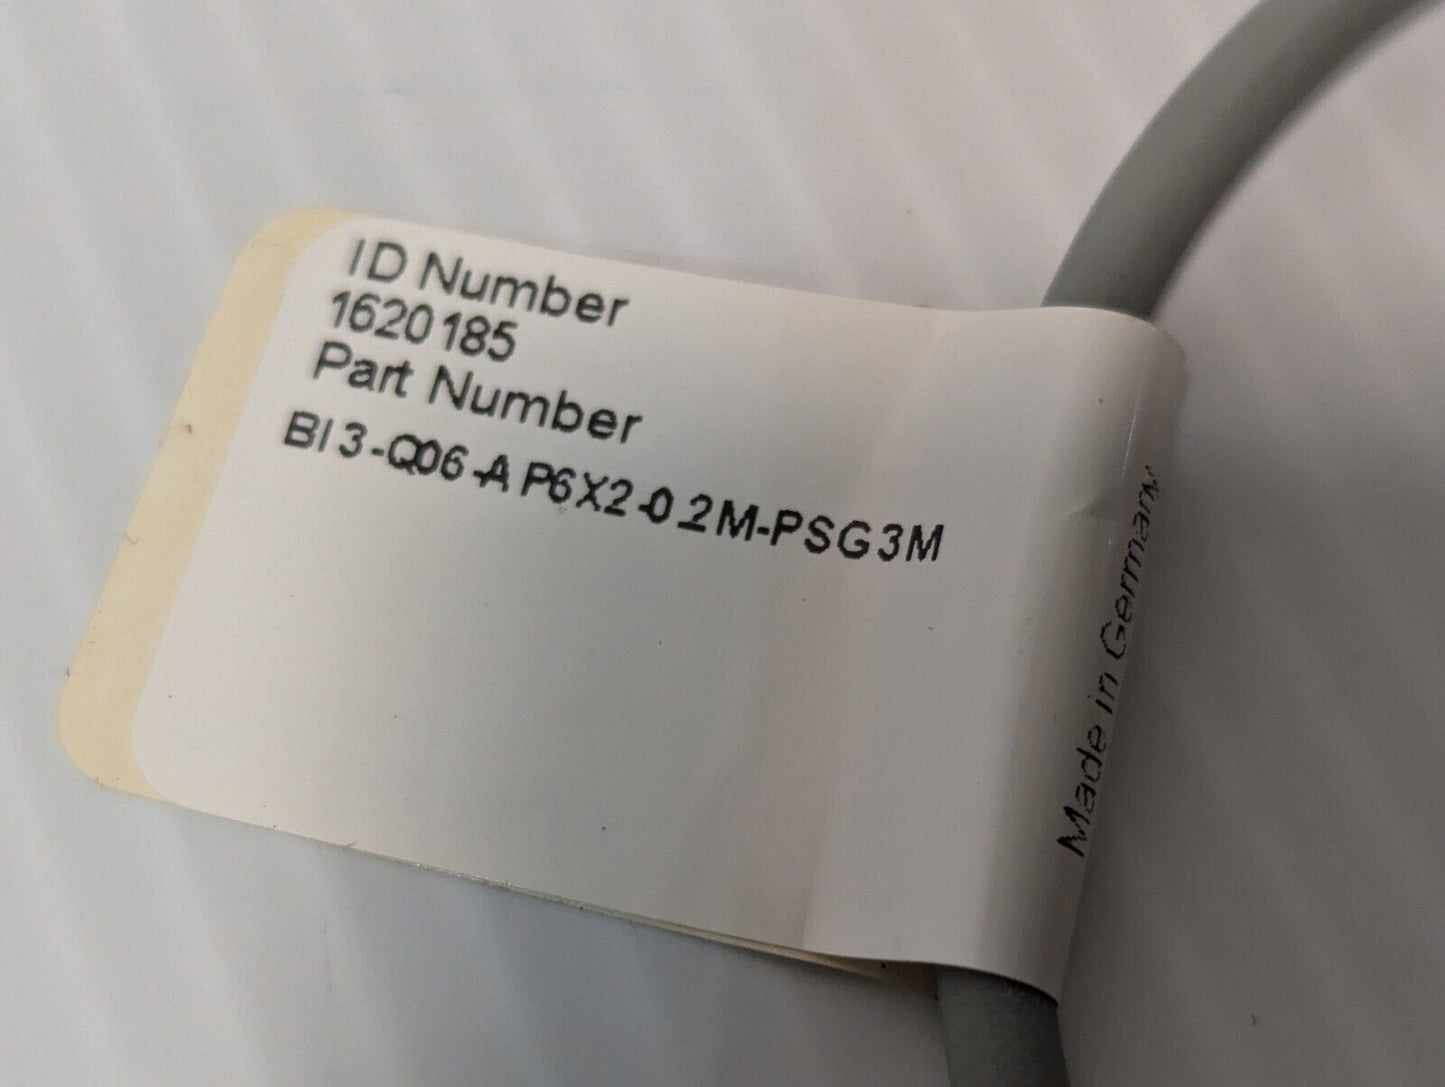 ID Number
1620185
Part Number
BI3-Q06-AP6X2-0.2M-PSG3M
Made in Germany